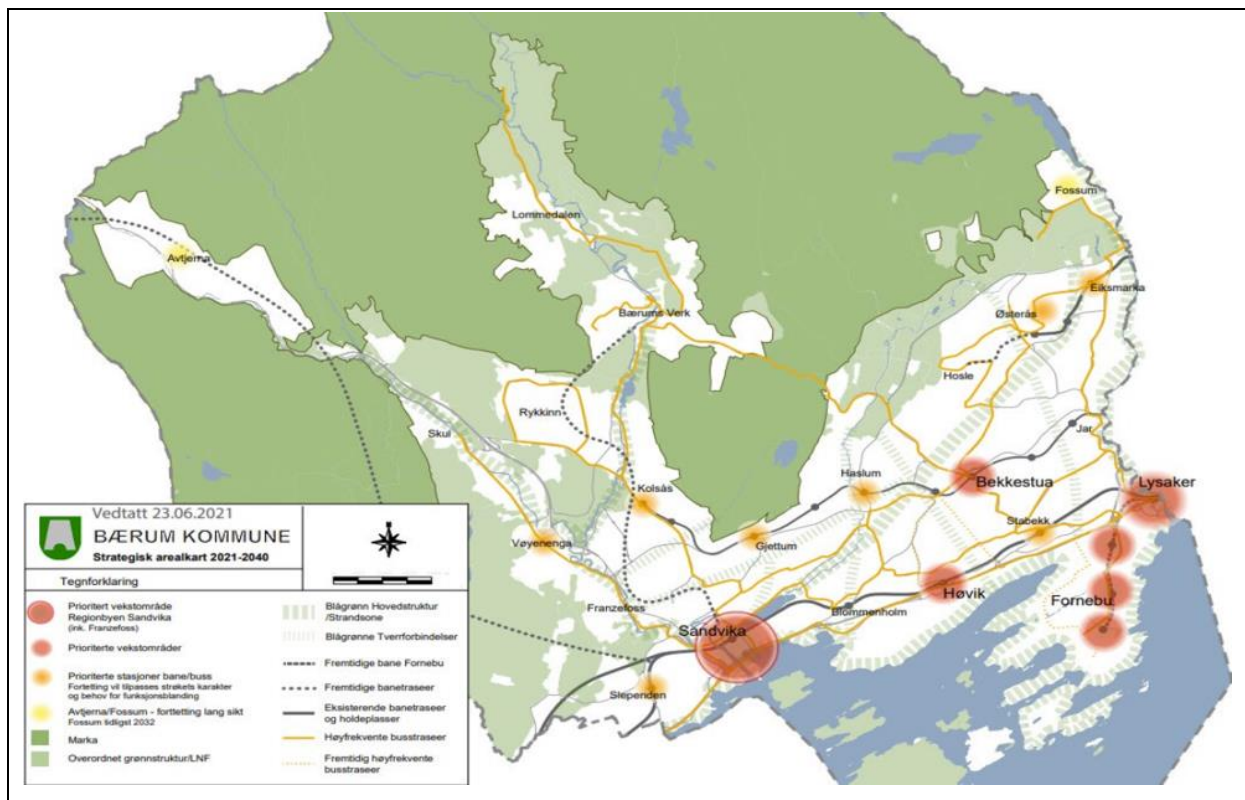 Fossum
Lommedalen
Avtjerna
Eiksmarka
Østerås
Bærums Verk
Hosle
Rykkinn
Skui
Jar
Haslum
Bekkestua
Lysaker
Kolsås
Stabekk
Vøyenenga
Gjettum
Høvik
Fornebu
Franzefoss
Blommenholm
Sandvika
Slependen
Vedtatt 23.06.2021
BÆRUM KOMMUNE
Strategisk arealkart 2021-2040
Tegnforklaring
Prioritert vekstområde
Regionbyen Sandvika
(ink. Franzefoss)
Prioriterte vekstområder
Prioriterte stasjoner bane/buss
Fortetting vil tilpasses strøkets karakter
og behov for funksjonsblanding
Avtjerna/Fossum - forttetting lang sikt
Fossum tidligst 2032
Marka
Overordnet grønnstruktur/LNF
Blågrønn Hovedstruktur
/Strandsone
Blågrønne Tverrforbindelser
Fremtidige bane Fornebu
Fremtidige banetraseer
Eksisterende banetraseer
og holdeplasser
Høyfrekvente busstraseer
Fremtidig høyfrekvente
busstraseer